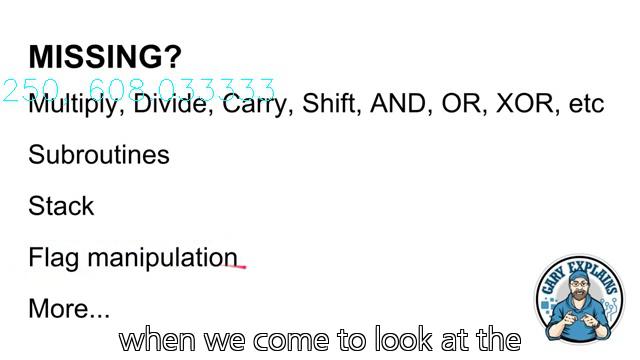 MISSING?
250, 608.033333
Multiply, Divide, Carry, Shift, AND, OR, XOR, etc
Subroutines
Stack
Flag manipulation
More...
GARY EXPLAINS
when we come to look at the